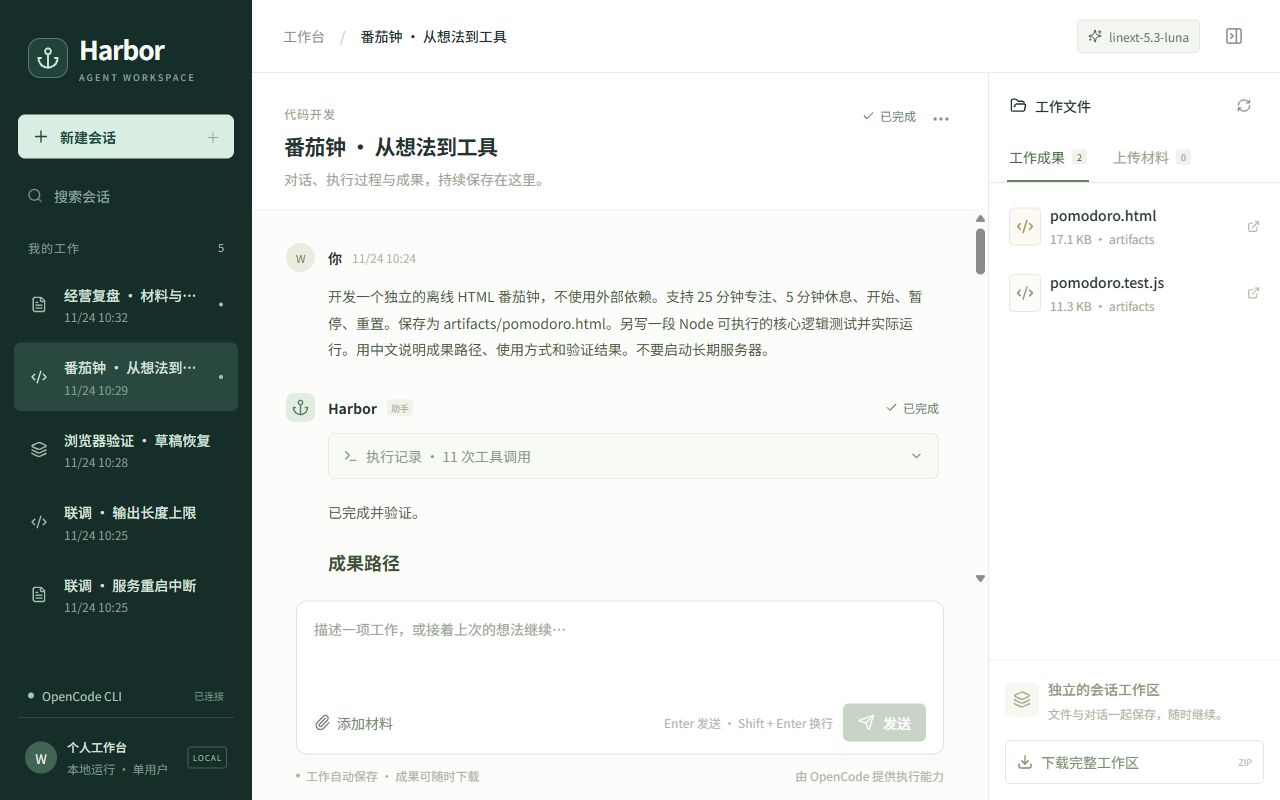 Harbor
AGENT WORKSPACE
新建会话
搜索会话
我的工作 5
经营复盘 · 材料与…
11/24 10:32
番茄钟 · 从想法到…
11/24 10:29
浏览器验证 · 草稿恢复
11/24 10:28
联调 · 输出长度上限
11/24 10:25
联调 · 服务重启中断
11/24 10:25
OpenCode CLI 已连接
W
个人工作台
本地运行 · 单用户
LOCAL
工作台 / 番茄钟 · 从想法到工具
linext-5.3-luna
代码开发
番茄钟 · 从想法到工具
对话、执行过程与成果，持续保存在这里。
已完成
W 你 11/24 10:24
开发一个独立的离线 HTML 番茄钟，不使用外部依赖。支持 25 分钟专注、5 分钟休息、开始、暂
停、重置。保存为 artifacts/pomodoro.html。另写一段 Node 可执行的核心逻辑测试并实际运
行。用中文说明成果路径、使用方式和验证结果。不要启动长期服务器。
Harbor 助手 已完成
执行记录 · 11 次工具调用
已完成并验证。
成果路径
描述一项工作，或接着上次的想法继续…
添加材料
Enter 发送 · Shift + Enter 换行
发送
工作自动保存 · 成果可随时下载
由 OpenCode 提供执行能力
工作文件
工作成果 2 上传材料 0
pomodoro.html
17.1 KB · artifacts
pomodoro.test.js
11.3 KB · artifacts
独立的会话工作区
文件与对话一起保存，随时继续。
下载完整工作区 ZIP